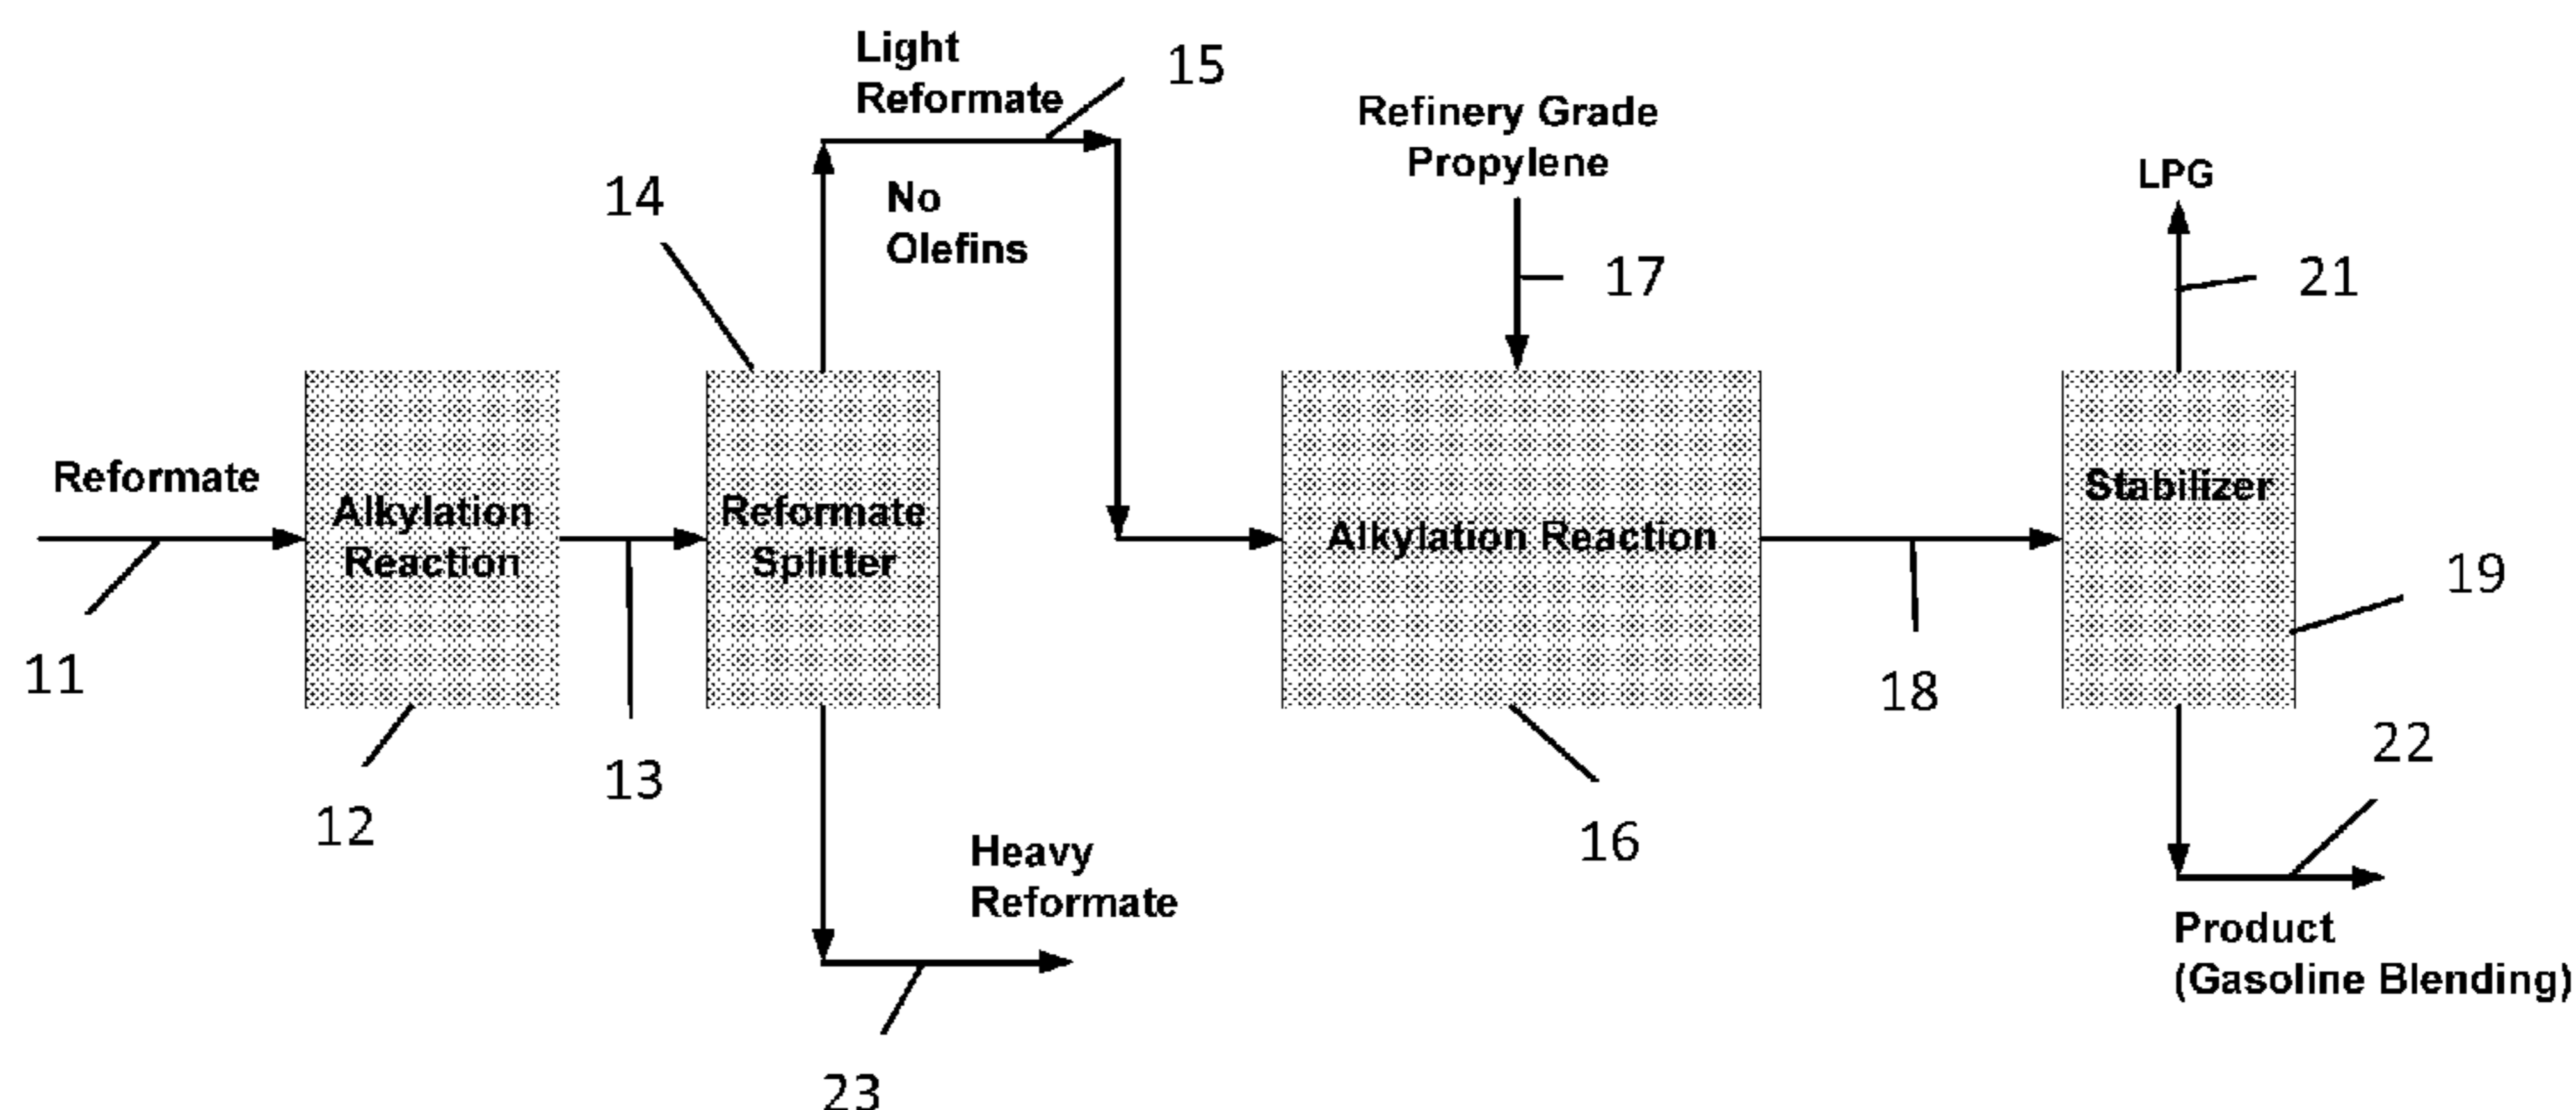 Light
Reformate
15
Refinery Grade
Propylene
LPG
14
No
Olefins
17
21
Reformate
Alkylation
Reaction
Reformate
Splitter
Alkylation Reaction
Stabilizer
19
11
18
22
13
12
16
Heavy
Reformate
Product
(Gasoline Blending)
23